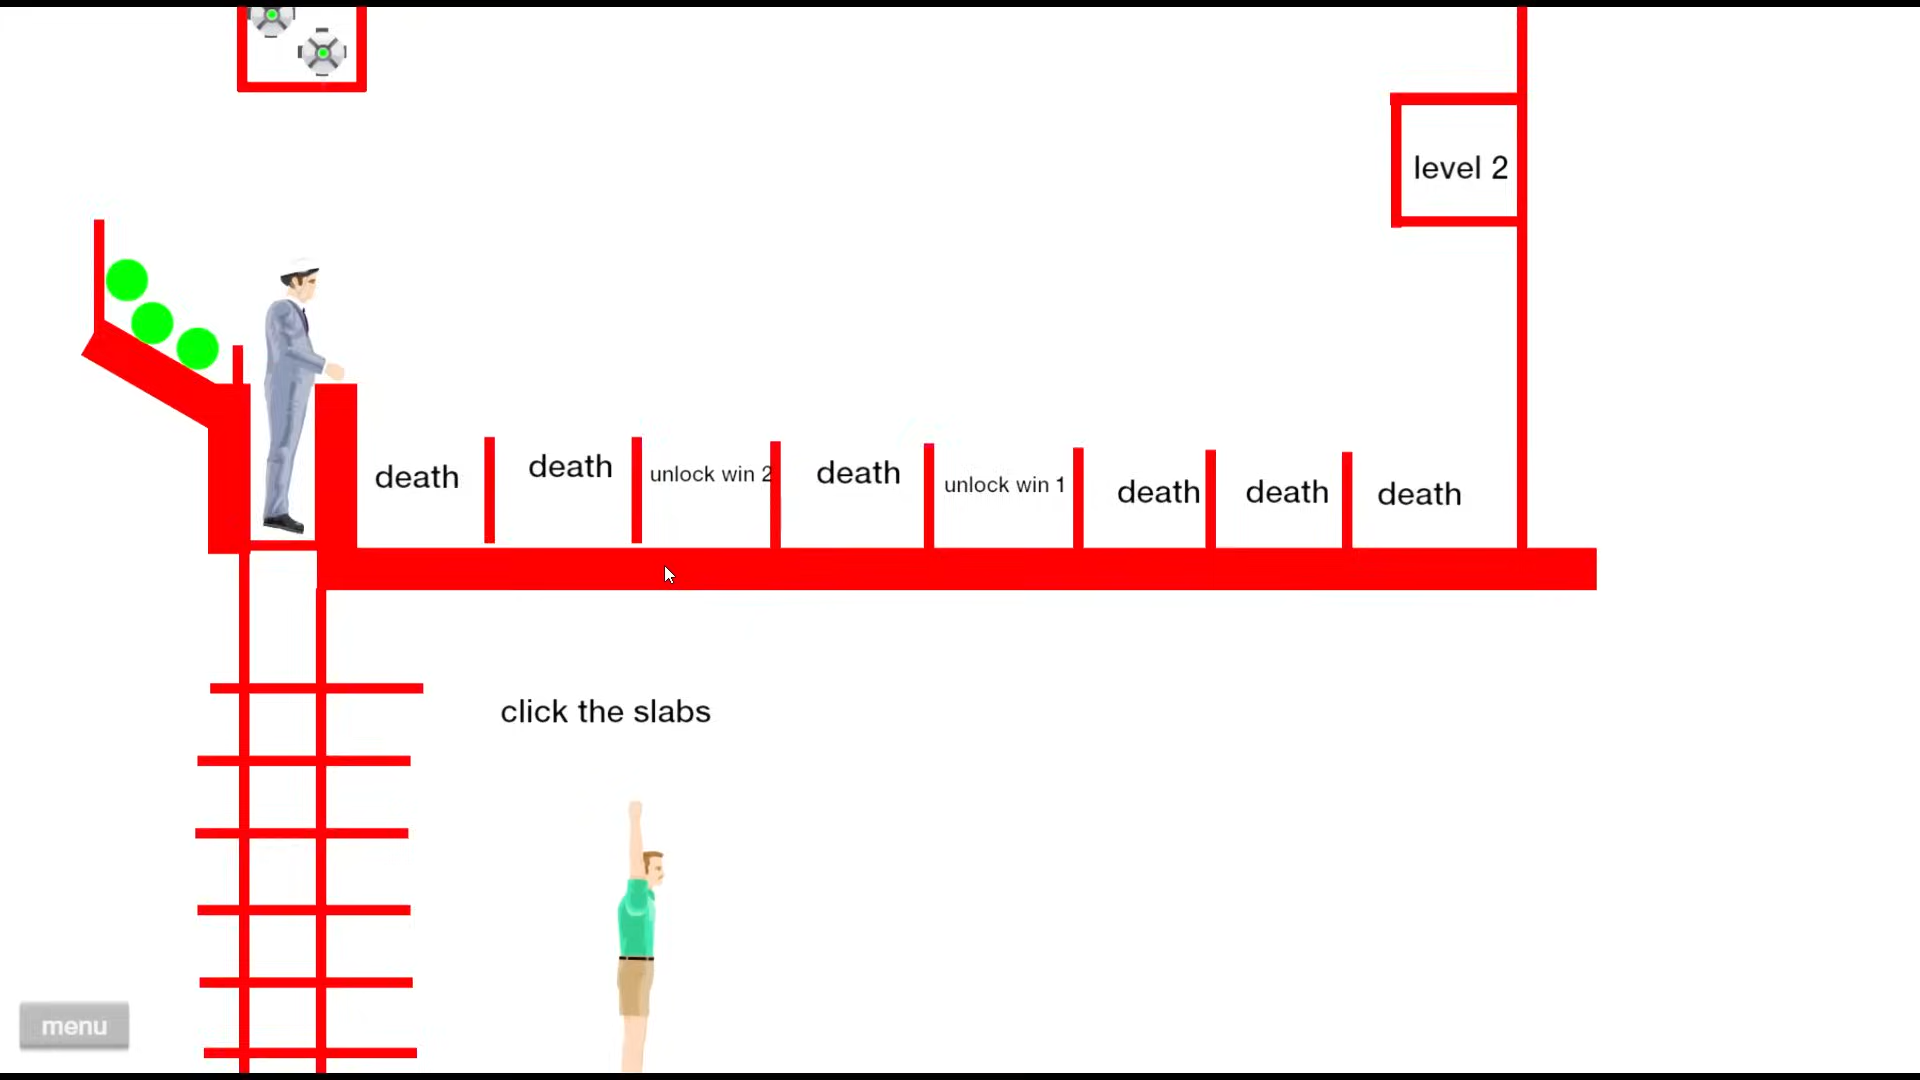 level 2
death
death
unlock win 2
death
unlock win 1
death
death
death
click the slabs
menu